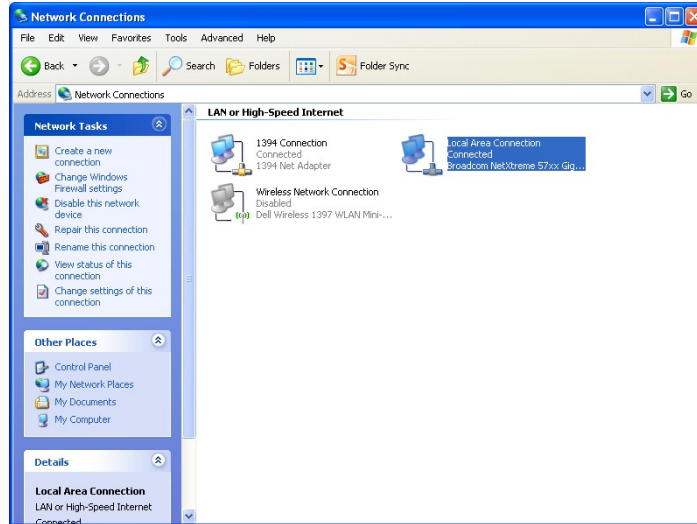 Network Connections
File Edit View Favorites Tools Advanced Help
Back Search Folders Folder Sync
Address Network Connections Go
Network Tasks
Create a new
connection
Change Windows
Firewall settings
Disable this network
device
Repair this connection
Rename this connection
View status of this
connection
Change settings of this
connection
Other Places
Control Panel
My Network Places
My Documents
My Computer
Details
Local Area Connection
LAN or High-Speed Internet
Connected
LAN or High-Speed Internet
1394 Connection
Connected
1394 Net Adapter
Local Area Connection
Connected
Broadcom NetXtreme 57xx Gig...
Wireless Network Connection
Disabled
Dell Wireless 1397 WLAN Mini-...